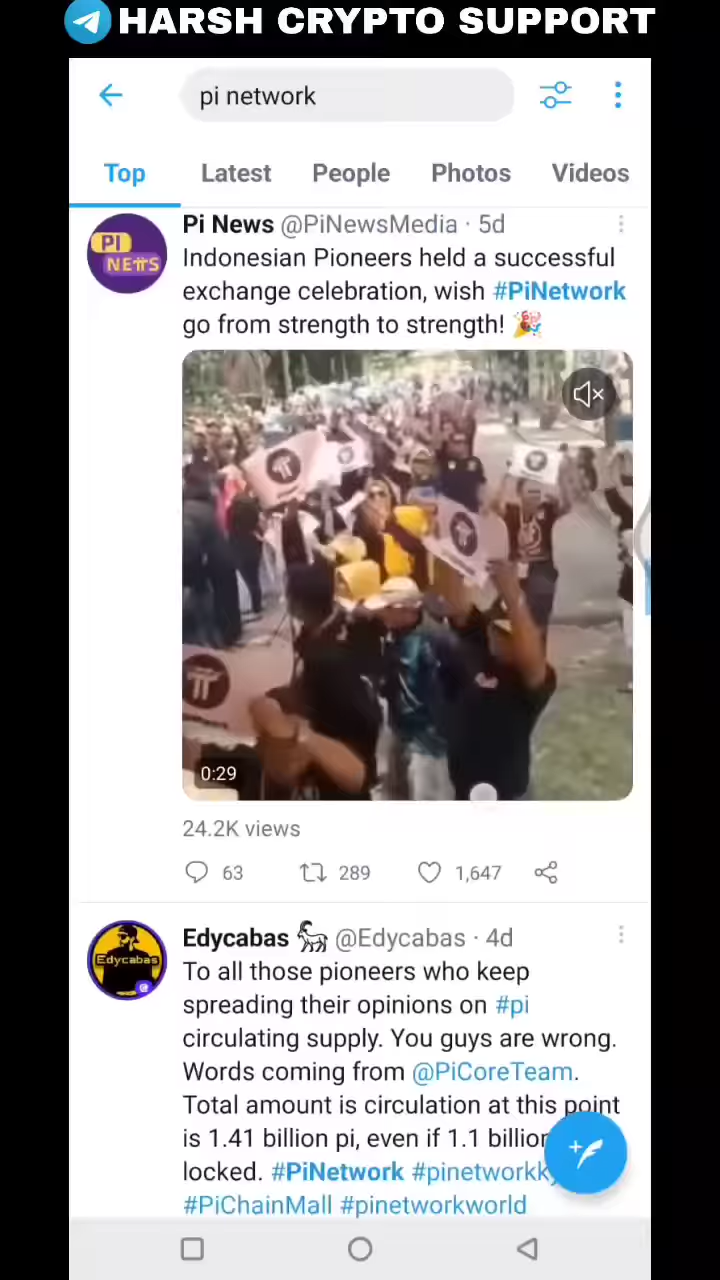 HARSH CRYPTO SUPPORT
pi network
Top Latest People Photos Videos
Pi News @PiNewsMedia · 5d
PI
NEWS
Indonesian Pioneers held a successful
exchange celebration, wish #PiNetwork
go from strength to strength! 🎉
0:29
24.2K views
63 289 1,647
Edycabas 🐐 @Edycabas · 4d
Edycabas
To all those pioneers who keep
spreading their opinions on #pi
circulating supply. You guys are wrong.
Words coming from @PiCoreTeam.
Total amount is circulation at this point
is 1.41 billion pi, even if 1.1 billion
locked. #PiNetwork
#PiChainMall #pinetworkworld